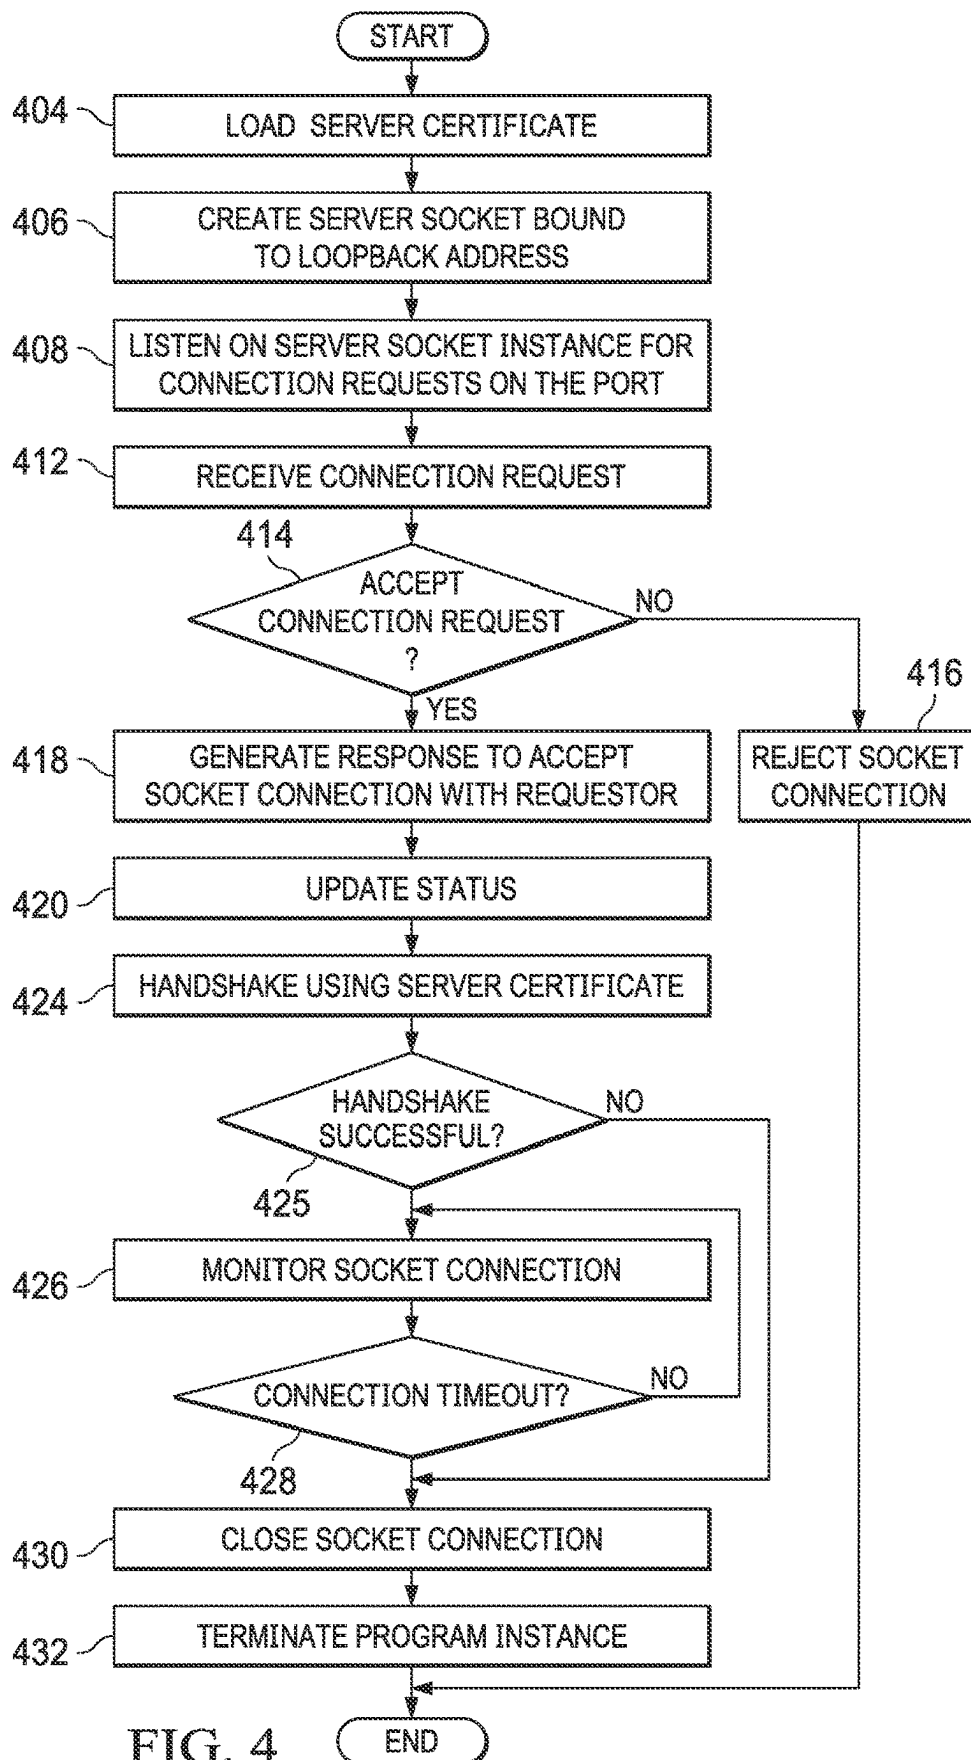 START
404
LOAD SERVER CERTIFICATE
406
CREATE SERVER SOCKET BOUND
TO LOOPBACK ADDRESS
408
LISTEN ON SERVER SOCKET INSTANCE FOR
CONNECTION REQUESTS ON THE PORT
412
RECEIVE CONNECTION REQUEST
414
ACCEPT
CONNECTION REQUEST
?
NO
YES
416
REJECT SOCKET
CONNECTION
418
GENERATE RESPONSE TO ACCEPT
SOCKET CONNECTION WITH REQUESTOR
420
UPDATE STATUS
424
HANDSHAKE USING SERVER CERTIFICATE
HANDSHAKE
SUCCESSFUL?
NO
425
426
MONITOR SOCKET CONNECTION
CONNECTION TIMEOUT?
NO
428
430
CLOSE SOCKET CONNECTION
432
TERMINATE PROGRAM INSTANCE
END
FIG. 4